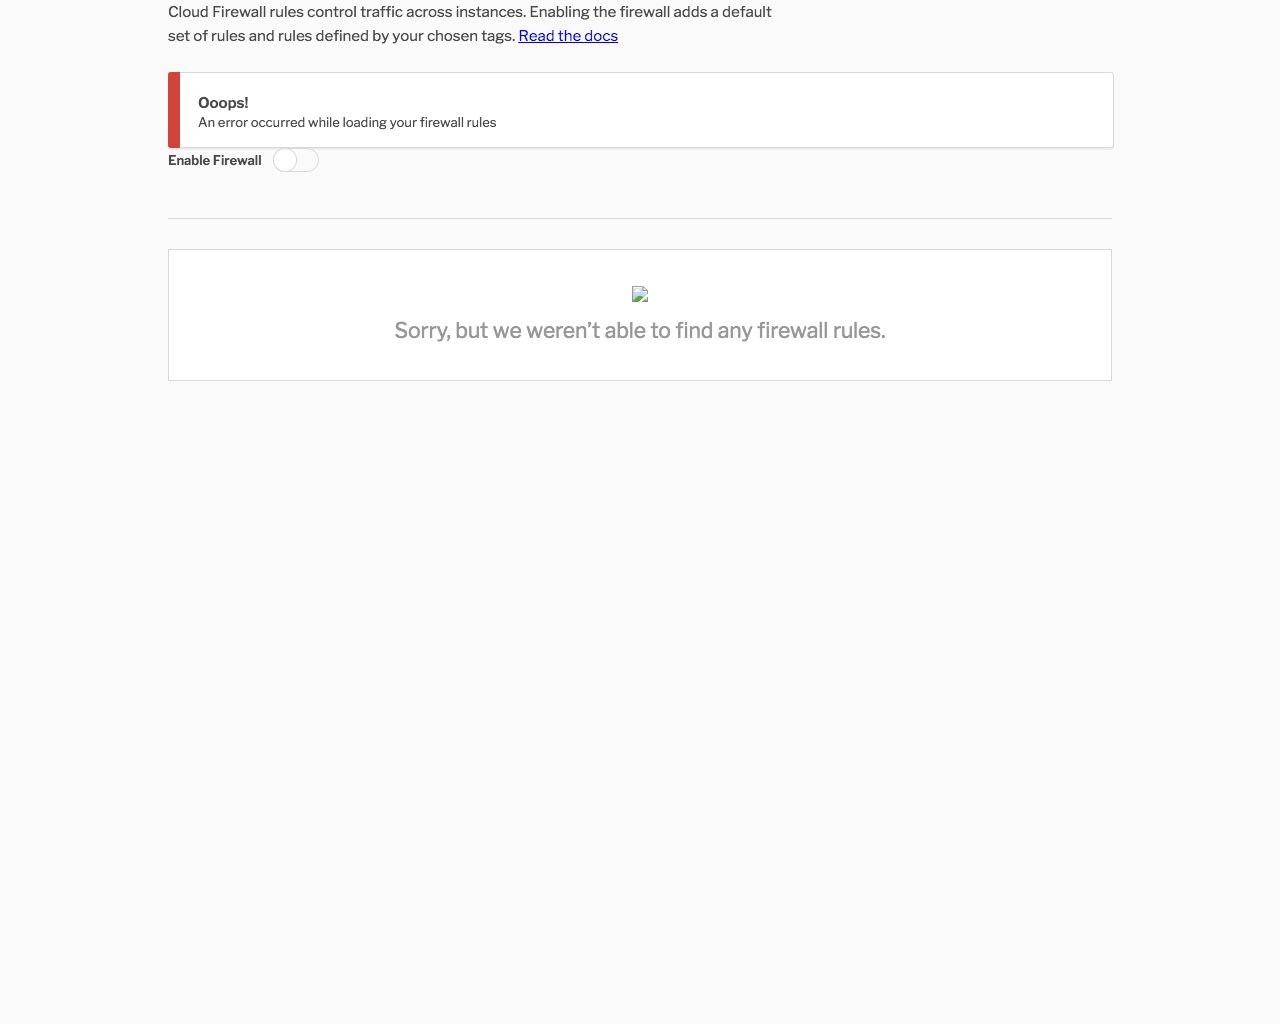 Cloud Firewall rules control traffic across instances. Enabling the firewall adds a default
set of rules and rules defined by your chosen tags. Read the docs
Ooops!
An error occurred while loading your firewall rules
Enable Firewall
Sorry, but we weren’t able to find any firewall rules.